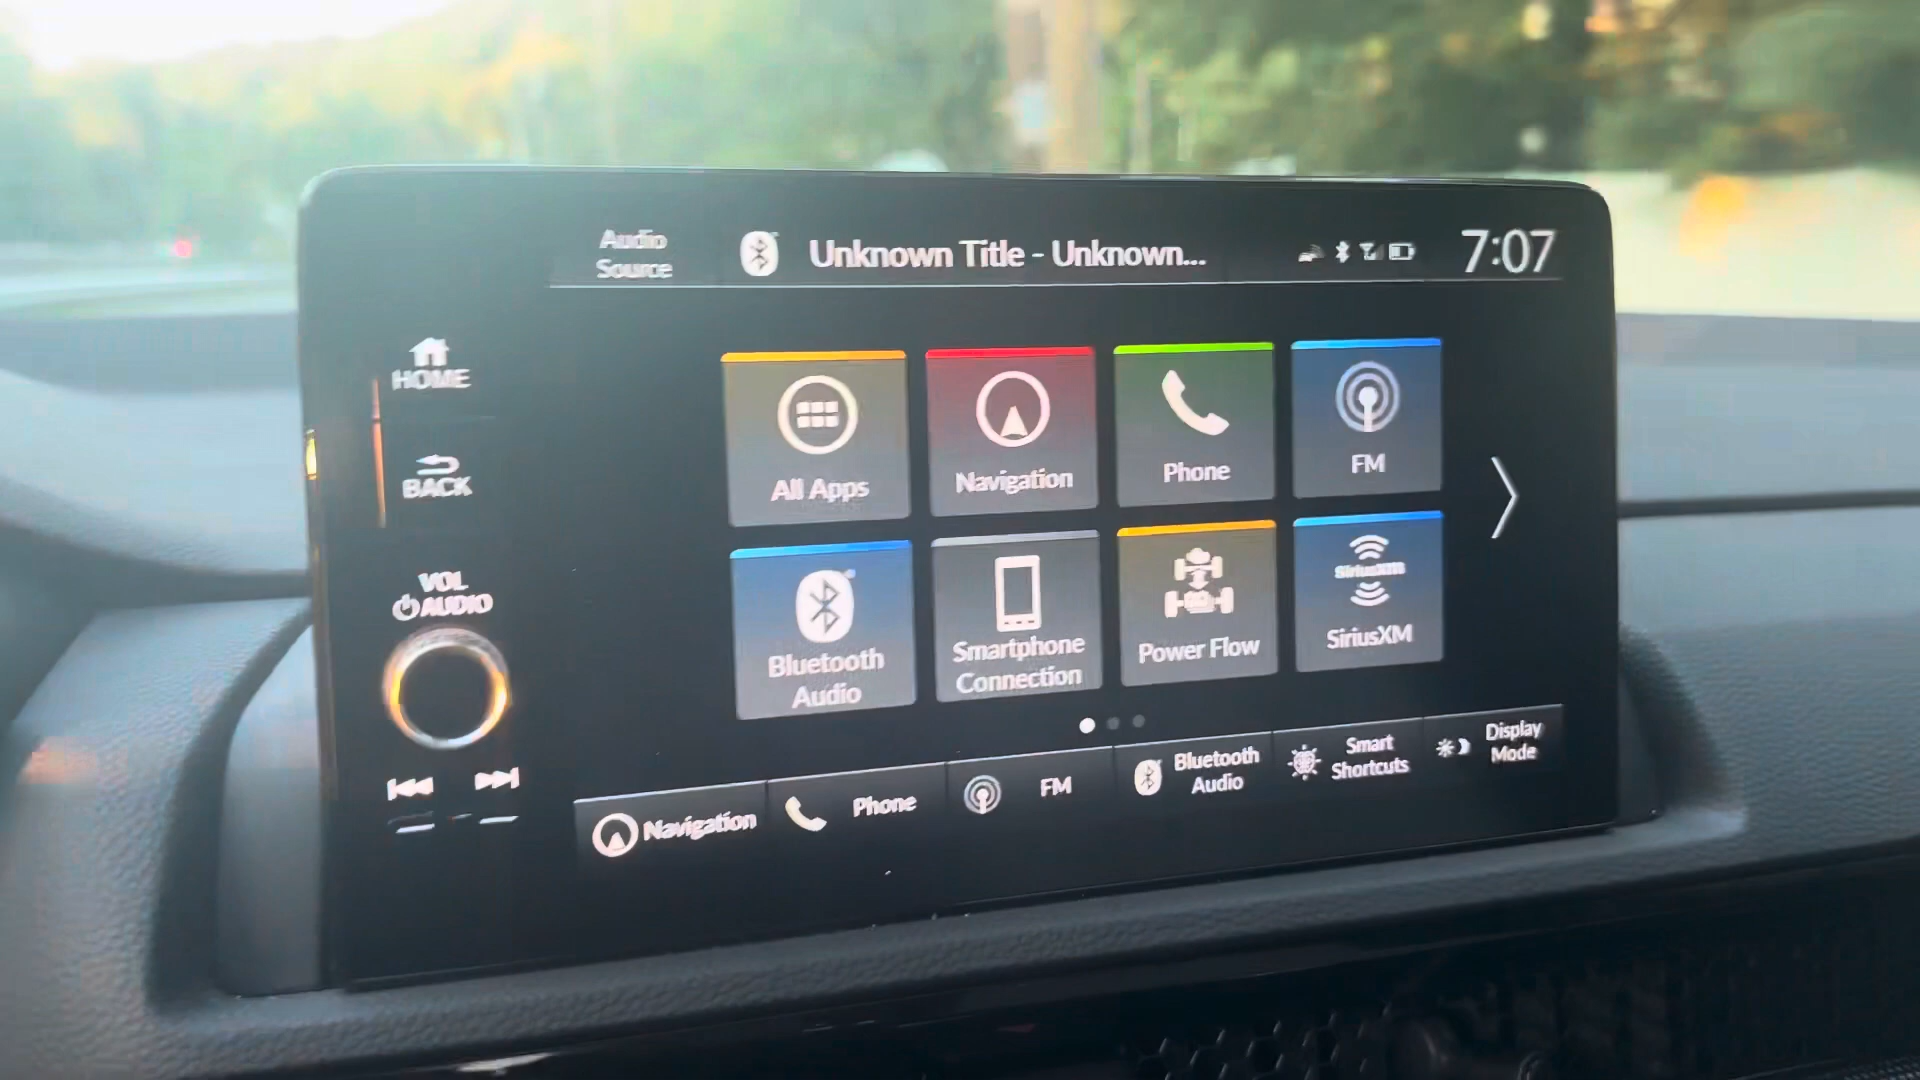 Audio
Source
Unknown Title - Unknown...
7:07
HOME
BACK
VOL
AUDIO
All Apps
Navigation
Phone
FM
Bluetooth
Audio
Smartphone
Connection
Power Flow
SiriusXM
SiriusXM
Navigation
Phone
FM
Bluetooth
Audio
Smart
Shortcuts
Display
Mode